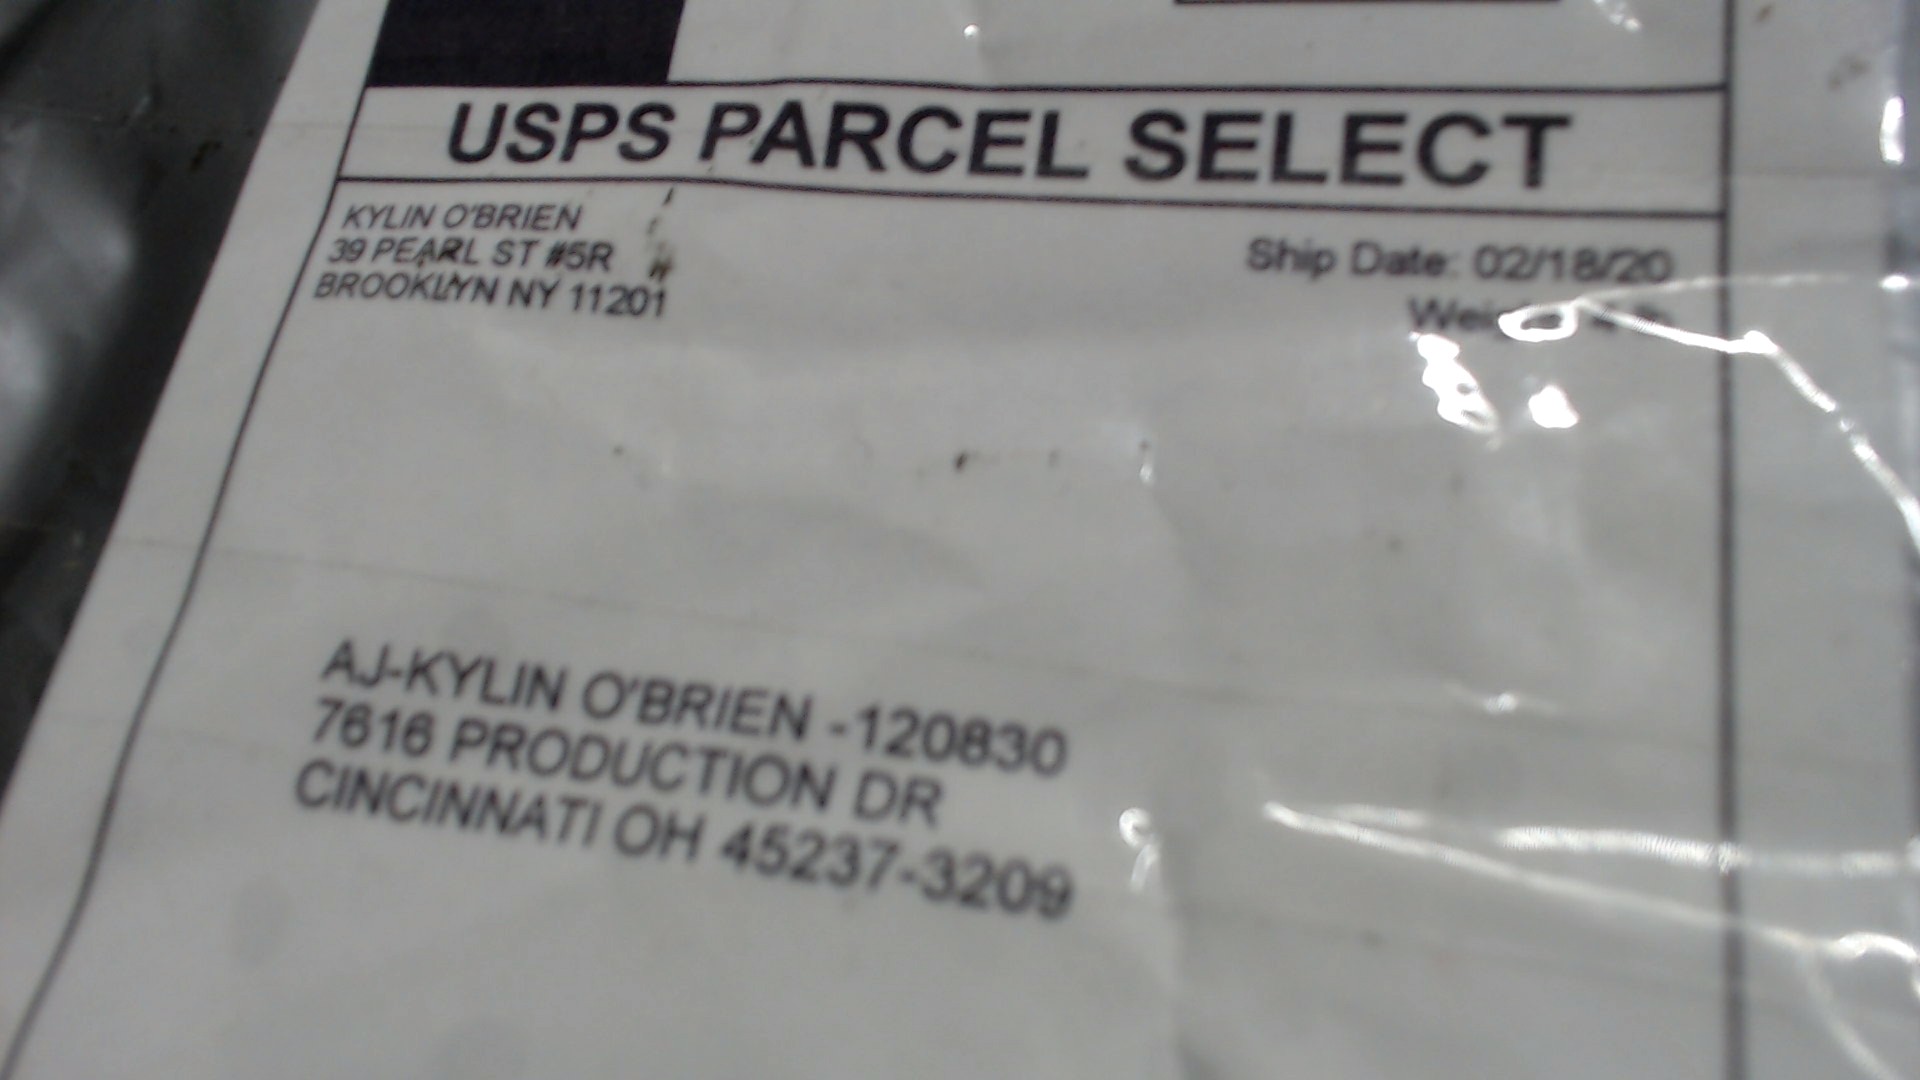 USPS PARCEL SELECT
KYLIN O'BRIEN
39 PEARL ST #5R
BROOKLYN NY 11201
Ship Date: 02/18/20
AJ-KYLIN O'BRIEN -120830
7616 PRODUCTION DR
CINCINNATI OH 45237-3209